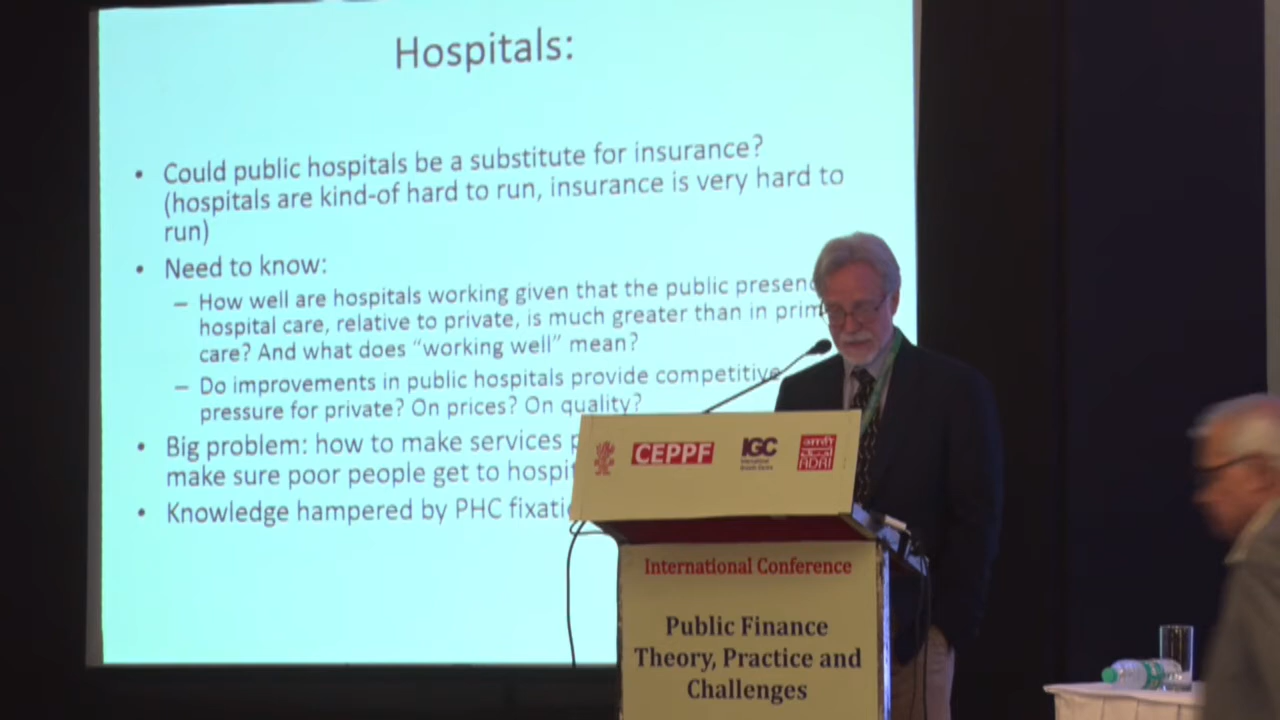 Hospitals:
• Could public hospitals be a substitute for insurance?
(hospitals are kind-of hard to run, insurance is very hard to
run)
• Need to know:
– How well are hospitals working given that the public
hospital care, relative to private, is much greater than in
care? And what does “working well” mean?
– Do improvements in public hospitals provide competitive
pressure for private? On prices? On quality?
• Big problem: how to make services
make sure poor people get to
• Knowledge hampered by PHC
CEPPF
IGC
आद्री
ADRI
International Conference
Public Finance
Theory, Practice and
Challenges